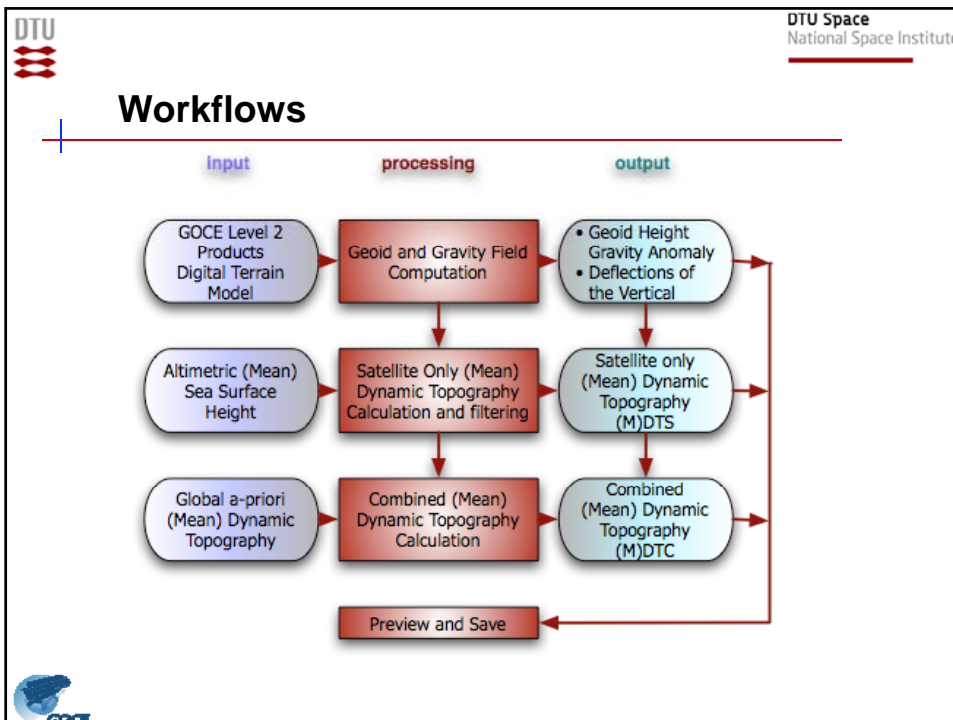 DTU
DTU Space
National Space Institute
Workflows
input
processing
output
GOCE Level 2
Products
Digital Terrain
Model
Geoid and Gravity Field
Computation
• Geoid Height
Gravity Anomaly
• Deflections of
the Vertical
Altimetric (Mean)
Sea Surface
Height
Satellite Only (Mean)
Dynamic Topography
Calculation and filtering
Satellite only
(Mean) Dynamic
Topography
(M)DTS
Global a-priori
(Mean) Dynamic
Topography
Combined (Mean)
Dynamic Topography
Calculation
Combined
(Mean) Dynamic
Topography
(M)DTC
Preview and Save